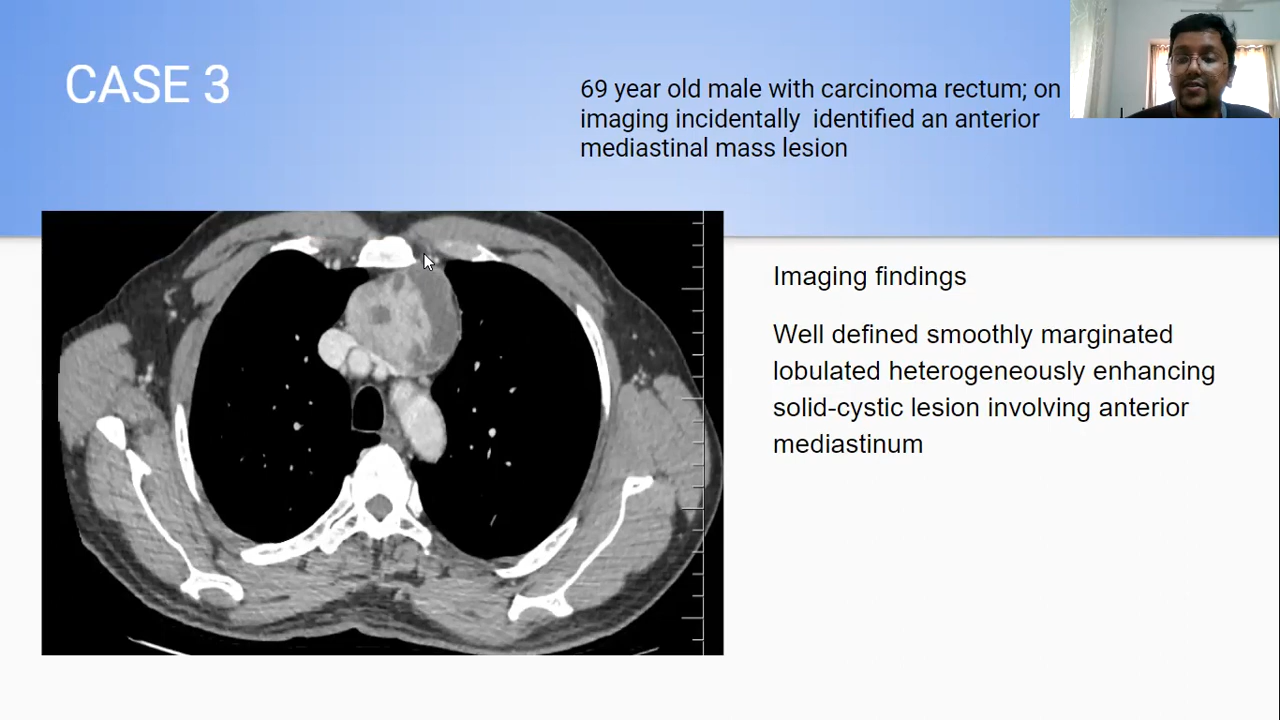 CASE 3
69 year old male with carcinoma rectum; on
imaging incidentally identified an anterior
mediastinal mass lesion
Imaging findings
Well defined smoothly marginated
lobulated heterogeneously enhancing
solid-cystic lesion involving anterior
mediastinum